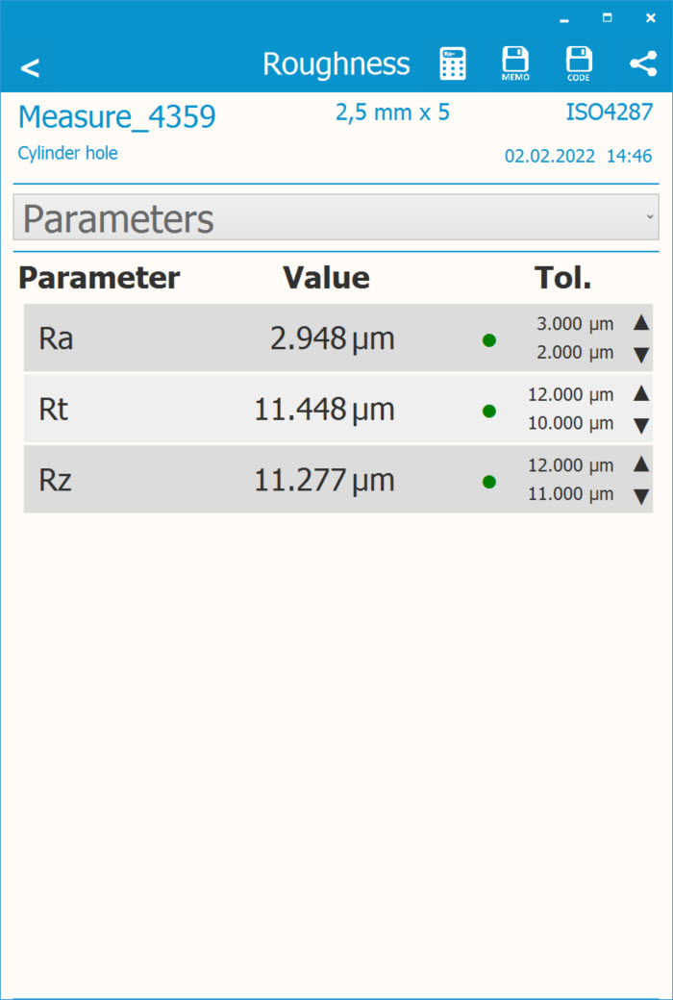 < Roughness Ra= MEMO CODE
Measure_4359 2,5 mm x 5 ISO4287
Cylinder hole 02.02.2022 14:46
Parameters
Parameter Value Tol.
Ra 2.948 µm 3.000 µm
2.000 µm
Rt 11.448 µm 12.000 µm
10.000 µm
Rz 11.277 µm 12.000 µm
11.000 µm